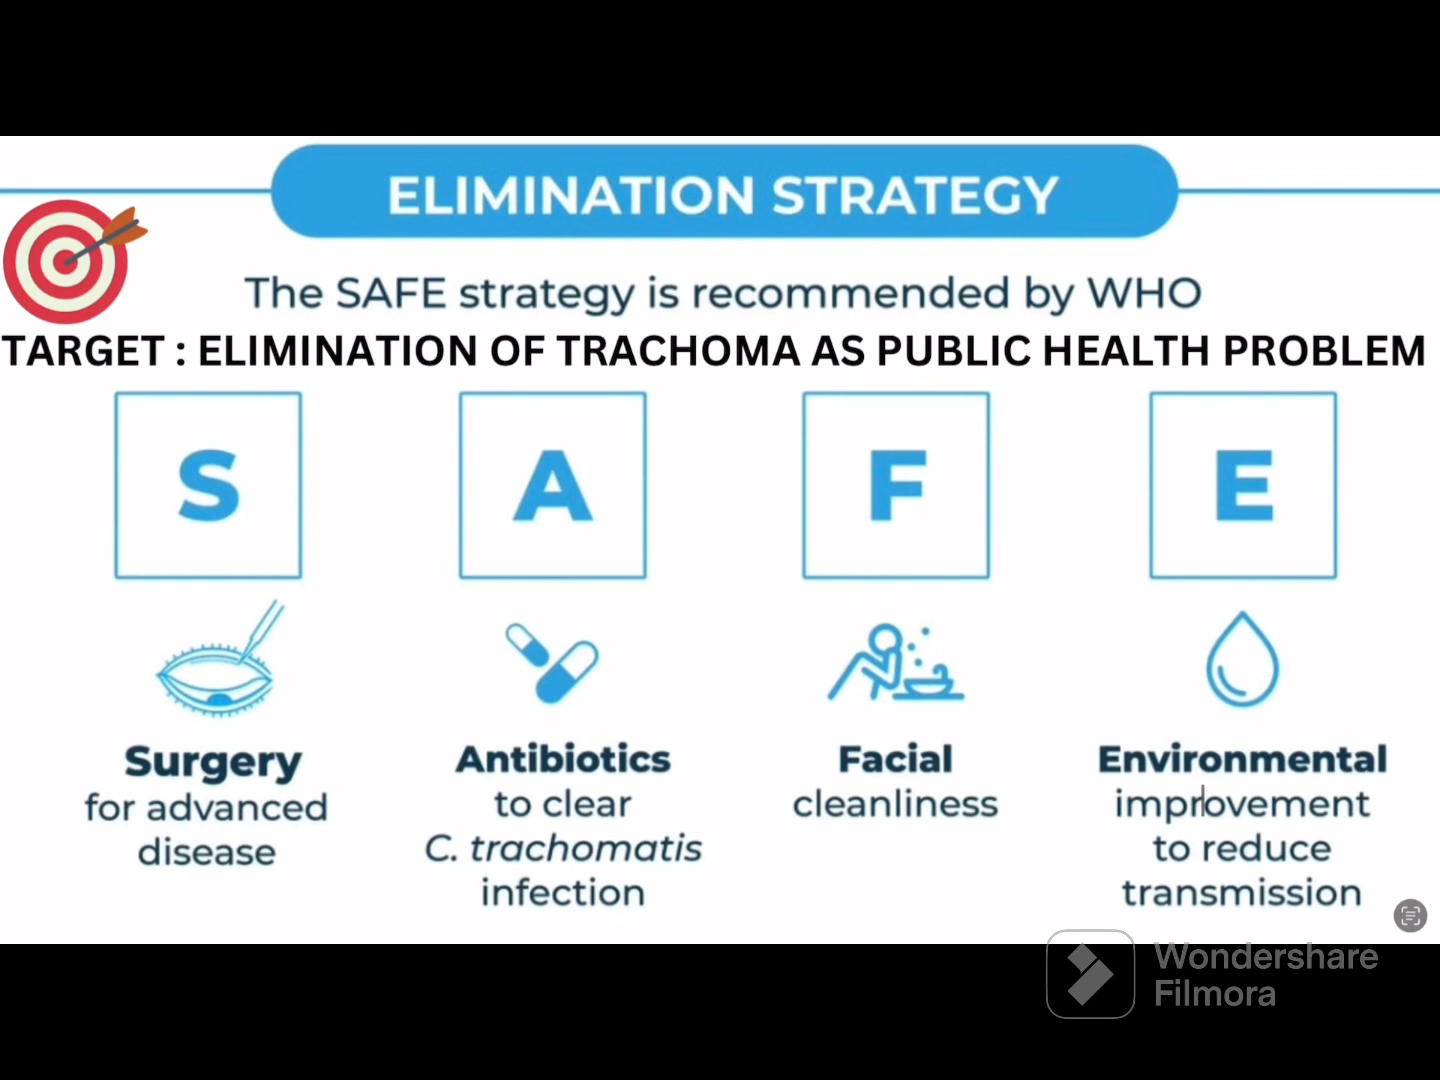 ELIMINATION STRATEGY
The SAFE strategy is recommended by WHO
TARGET : ELIMINATION OF TRACHOMA AS PUBLIC HEALTH PROBLEM
S A F E
Surgery
for advanced
disease
Antibiotics
to clear
C. trachomatis
infection
Facial
cleanliness
Environmental
improvement
to reduce
transmission
Wondershare
Filmora